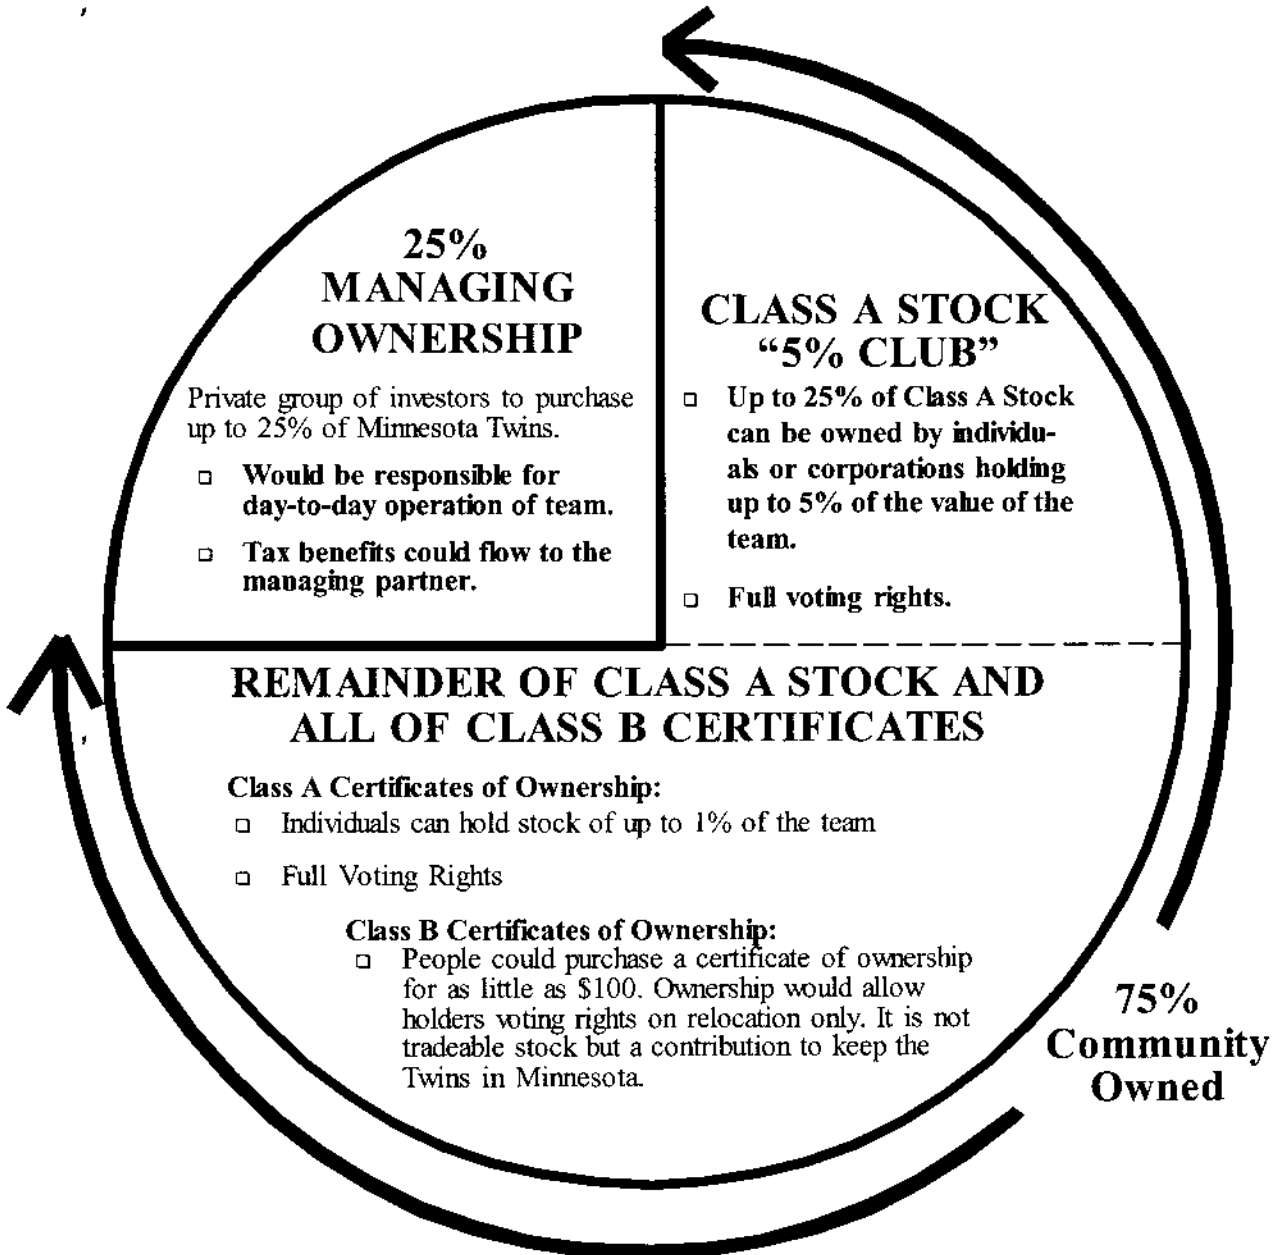 25%
MANAGING
OWNERSHIP
Private group of investors to purchase
up to 25% of Minnesota Twins.
Would be responsible for
day-to-day operation of team.
Tax benefits could flow to the
managing partner.
CLASS A STOCK
“5% CLUB”
Up to 25% of Class A Stock
can be owned by individu-
als or corporations holding
up to 5% of the value of the
team.
Full voting rights.
REMAINDER OF CLASS A STOCK AND
ALL OF CLASS B CERTIFICATES
Class A Certificates of Ownership:
Individuals can hold stock of up to 1% of the team
Full Voting Rights
Class B Certificates of Ownership:
People could purchase a certificate of ownership
for as little as $100. Ownership would allow
holders voting rights on relocation only. It is not
tradeable stock but a contribution to keep the
Twins in Minnesota.
75%
Community
Owned